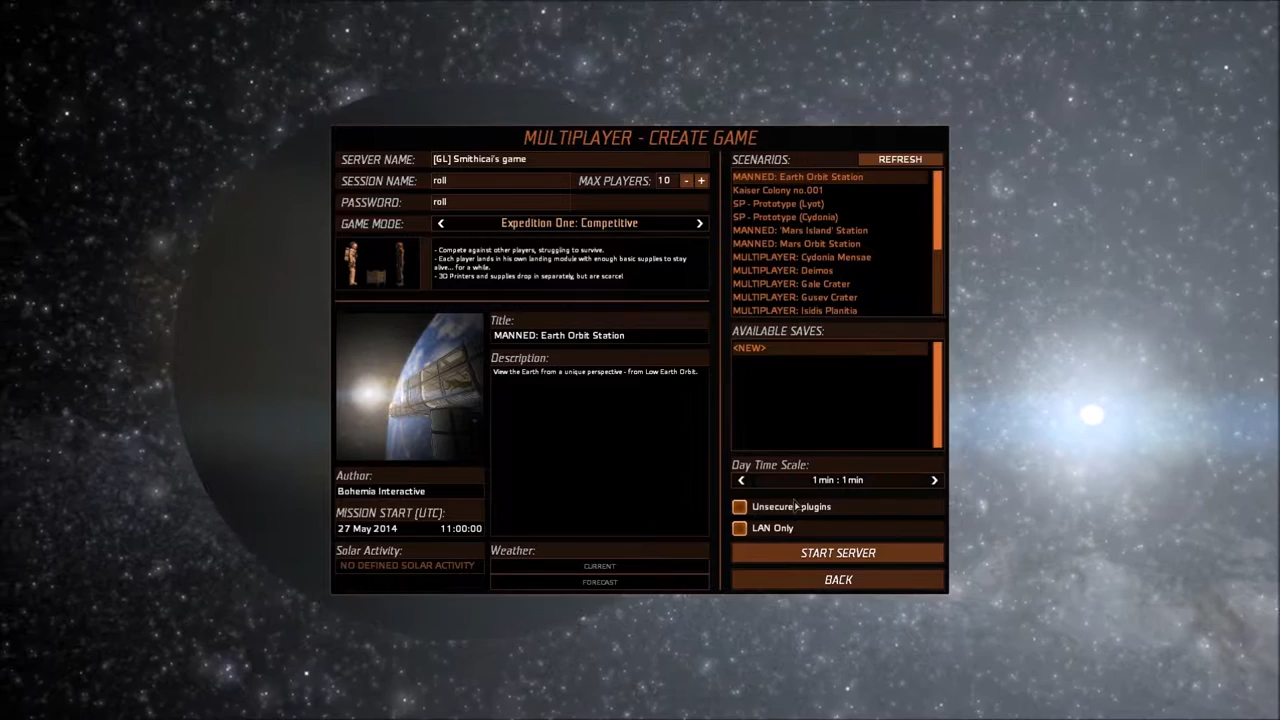 MULTIPLAYER - CREATE GAME
SERVER NAME: [GL] Smithicai's game
SESSION NAME: roll MAX PLAYERS: 10 - +
PASSWORD: roll
GAME MODE: < Expedition One: Competitive >
- Compete against other players, struggling to survive.
- Each player lands in his own landing module with enough basic supplies to stay
alive... for a while.
- 3D Printers and supplies drop in separately, but are scarce!
Title:
MANNED: Earth Orbit Station
Description:
View the Earth from a unique perspective - from Low Earth Orbit.
Author:
Bohemia Interactive
MISSION START (UTC):
27 May 2014 11:00:00
Solar Activity:
NO DEFINED SOLAR ACTIVITY
Weather:
CURRENT
FORECAST
SCENARIOS: REFRESH
MANNED: Earth Orbit Station
Kaiser Colony no.001
SP - Prototype (Lyot)
SP - Prototype (Cydonia)
MANNED: 'Mars Island' Station
MANNED: Mars Orbit Station
MULTIPLAYER: Cydonia Mensae
MULTIPLAYER: Deimos
MULTIPLAYER: Gale Crater
MULTIPLAYER: Gusev Crater
MULTIPLAYER: Isidis Planitia
AVAILABLE SAVES:
<NEW>
Day Time Scale:
< 1 min : 1 min >
Unsecure plugins
LAN Only
START SERVER
BACK